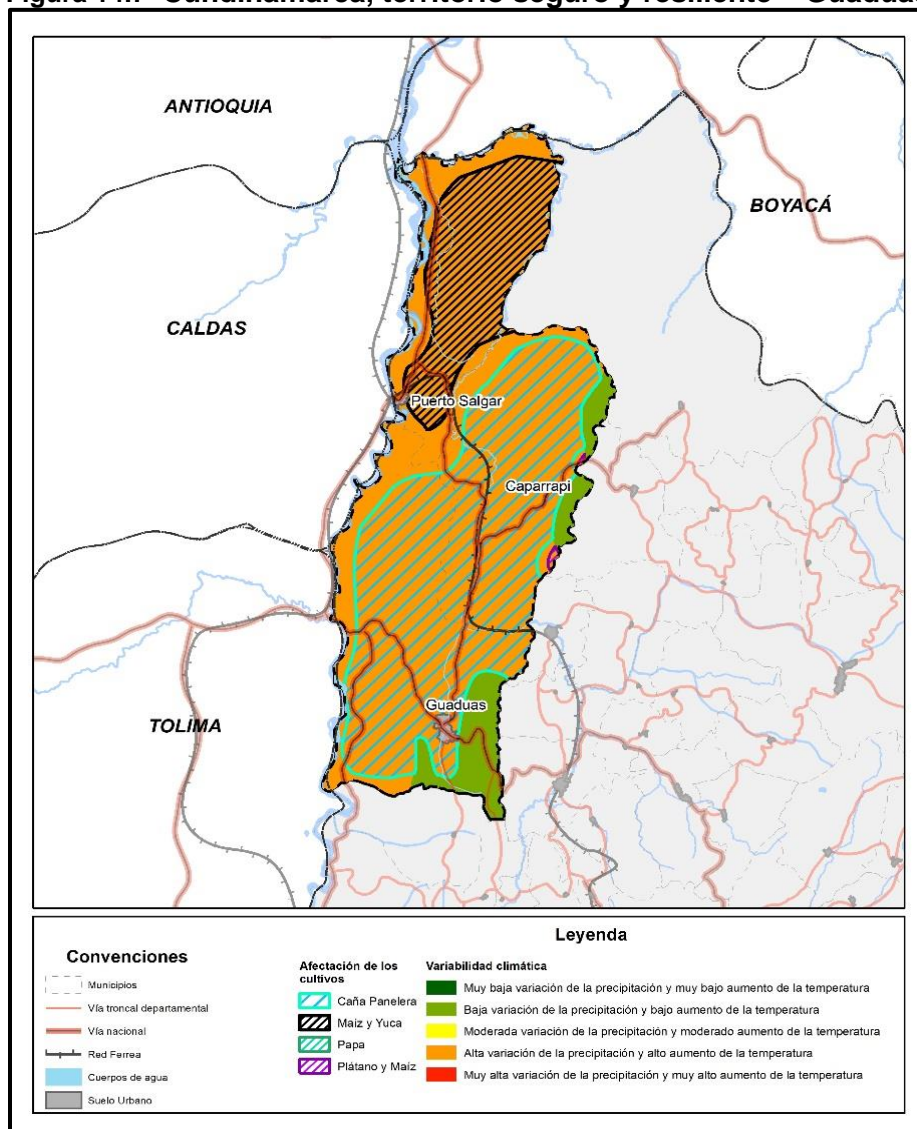 ANTIOQUIA
BOYACÁ
CALDAS
Puerto Salgar
Caparrapi
Guaduas
TOLIMA
Leyenda
Convenciones
Municipios
Vía troncal departamental
Vía nacional
Red Ferrea
Cuerpos de agua
Suelo Urbano
Afectación de los
cultivos
Caña Panelera
Maiz y Yuca
Papa
Plátano y Maíz
Variabilidad climática
Muy baja variación de la precipitación y muy bajo aumento de la temperatura
Baja variación de la precipitación y bajo aumento de la temperatura
Moderada variación de la precipitación y moderado aumento de la temperatura
Alta variación de la precipitación y alto aumento de la temperatura
Muy alta variación de la precipitación y muy alto aumento de la temperatura